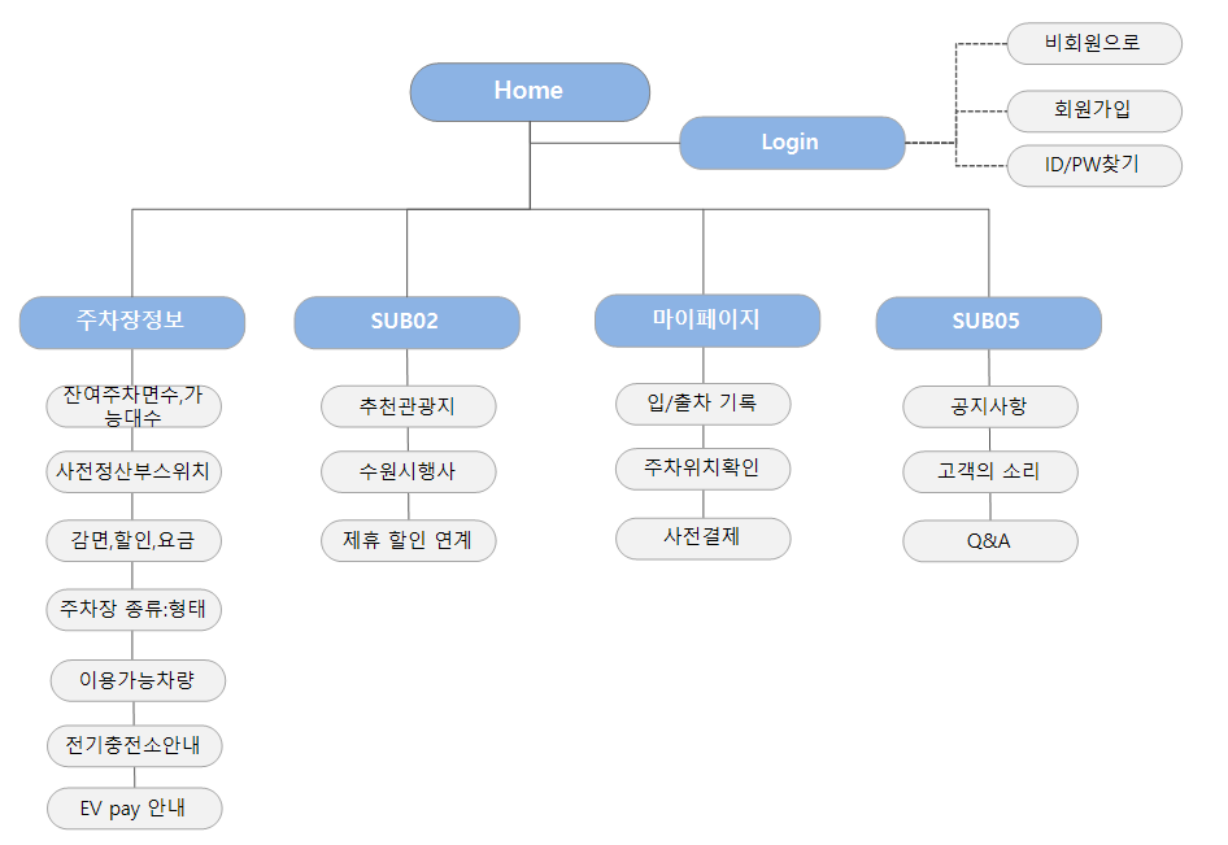 Home
Login
비회원으로
회원가입
ID/PW찾기
주차장정보
잔여주차면수,가
능대수
사전정산부스위치
감면,할인,요금
주차장 종류:형태
이용가능차량
전기충전소안내
EV pay 안내
SUB02
추천관광지
수원시행사
제휴 할인 연계
마이페이지
입/출차 기록
주차위치확인
사전결제
SUB05
공지사항
고객의 소리
Q&A